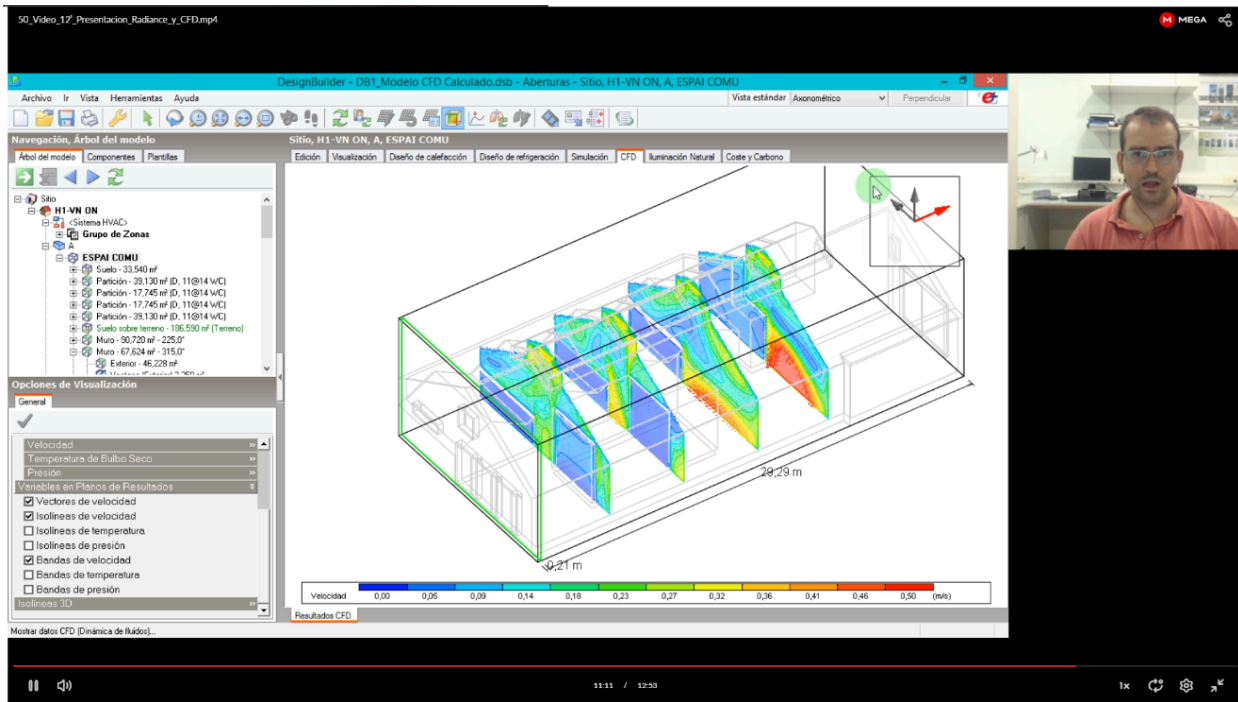 50_Video_12'_Presentacion_Radiance_y_CFD.mp4
M MEGA
DesignBuilder - DB1_Modelo CFD Calculado.dsb - Aberturas - Sitio, H1-VN ON, A, ESPAI COMU
Archivo Ir Vista Herramientas Ayuda
Vista estándar Axonométrico Perpendicular
Navegación, Árbol del modelo
Árbol del modelo Componentes Plantillas
Sitio
H1-VN ON
<Sistema HVAC>
Grupo de Zonas
A
ESPAI COMU
Suelo - 33,540 m²
Partición - 39,130 m² (D, 11@14 WC)
Partición - 17,745 m² (D, 11@14 WC)
Partición - 17,745 m² (D, 11@14 WC)
Partición - 39,130 m² (D, 11@14 WC)
Suelo sobre terreno - 186,590 m² (Terreno)
Muro - 90,720 m² - 225,0°
Muro - 67,624 m² - 315,0°
Exterior - 46,228 m²
Opciones de Visualización
General
Velocidad
Temperatura de Bulbo Seco
Presión
Variables en Planos de Resultados
Vectores de velocidad
Isolíneas de velocidad
Isolíneas de temperatura
Isolíneas de presión
Bandas de velocidad
Bandas de temperatura
Bandas de presión
Isolíneas 3D
Mostrar datos CFD (Dinámica de fluidos)...
Sitio, H1-VN ON, A, ESPAI COMU
Edición Visualización Diseño de calefacción Diseño de refrigeración Simulación CFD Iluminación Natural Coste y Carbono
29,29 m
0,21 m
Velocidad 0,00 0,05 0,09 0,14 0,18 0,23 0,27 0,32 0,36 0,41 0,46 0,50 (m/s)
Resultados CFD
11:11 / 12:53
1x